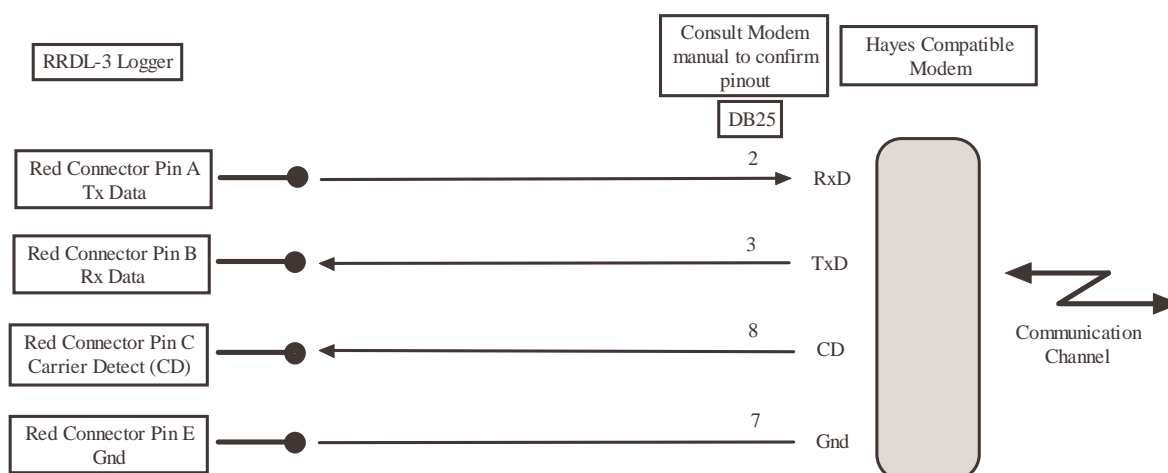 RRDL-3 Logger
Consult Modem
manual to confirm
pinout
Hayes Compatible
Modem
DB25
Red Connector Pin A
Tx Data
2
RxD
Red Connector Pin B
Rx Data
3
TxD
Red Connector Pin C
Carrier Detect (CD)
8
CD
Communication
Channel
Red Connector Pin E
Gnd
7
Gnd